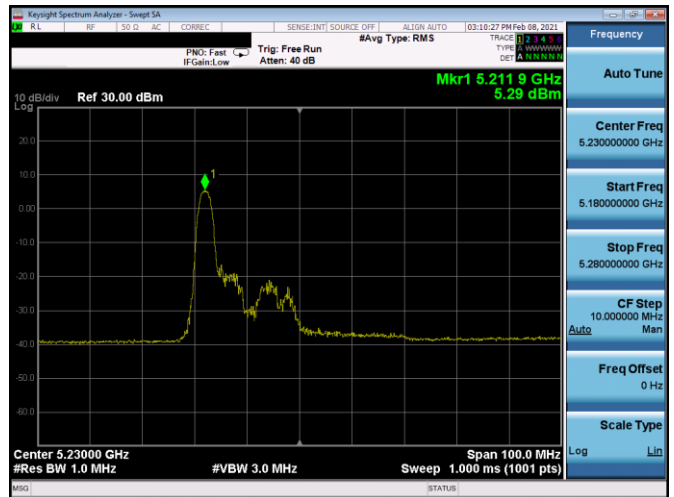 Keysight Spectrum Analyzer - Swept SA
RL RF 50 Ω AC CORREC SENSE:INT SOURCE OFF ALIGN AUTO 03:10:27 PM Feb 08, 2021
#Avg Type: RMS
TRACE 1 2 3 4 5 6
TYPE A WWWWW
DET A N N N N N
PNO: Fast
IFGain:Low
Trig: Free Run
Atten: 40 dB
Mkr1 5.211 9 GHz
5.29 dBm
10 dB/div Ref 30.00 dBm
Log
20.0
10.0
0.00
-10.0
-20.0
-30.0
-40.0
-50.0
-60.0
1
Center 5.23000 GHz
Span 100.0 MHz
#Res BW 1.0 MHz
#VBW 3.0 MHz
Sweep 1.000 ms (1001 pts)
MSG
STATUS
Frequency
Auto Tune
Center Freq
5.230000000 GHz
Start Freq
5.180000000 GHz
Stop Freq
5.280000000 GHz
CF Step
10.000000 MHz
Auto Man
Freq Offset
0 Hz
Scale Type
Log Lin